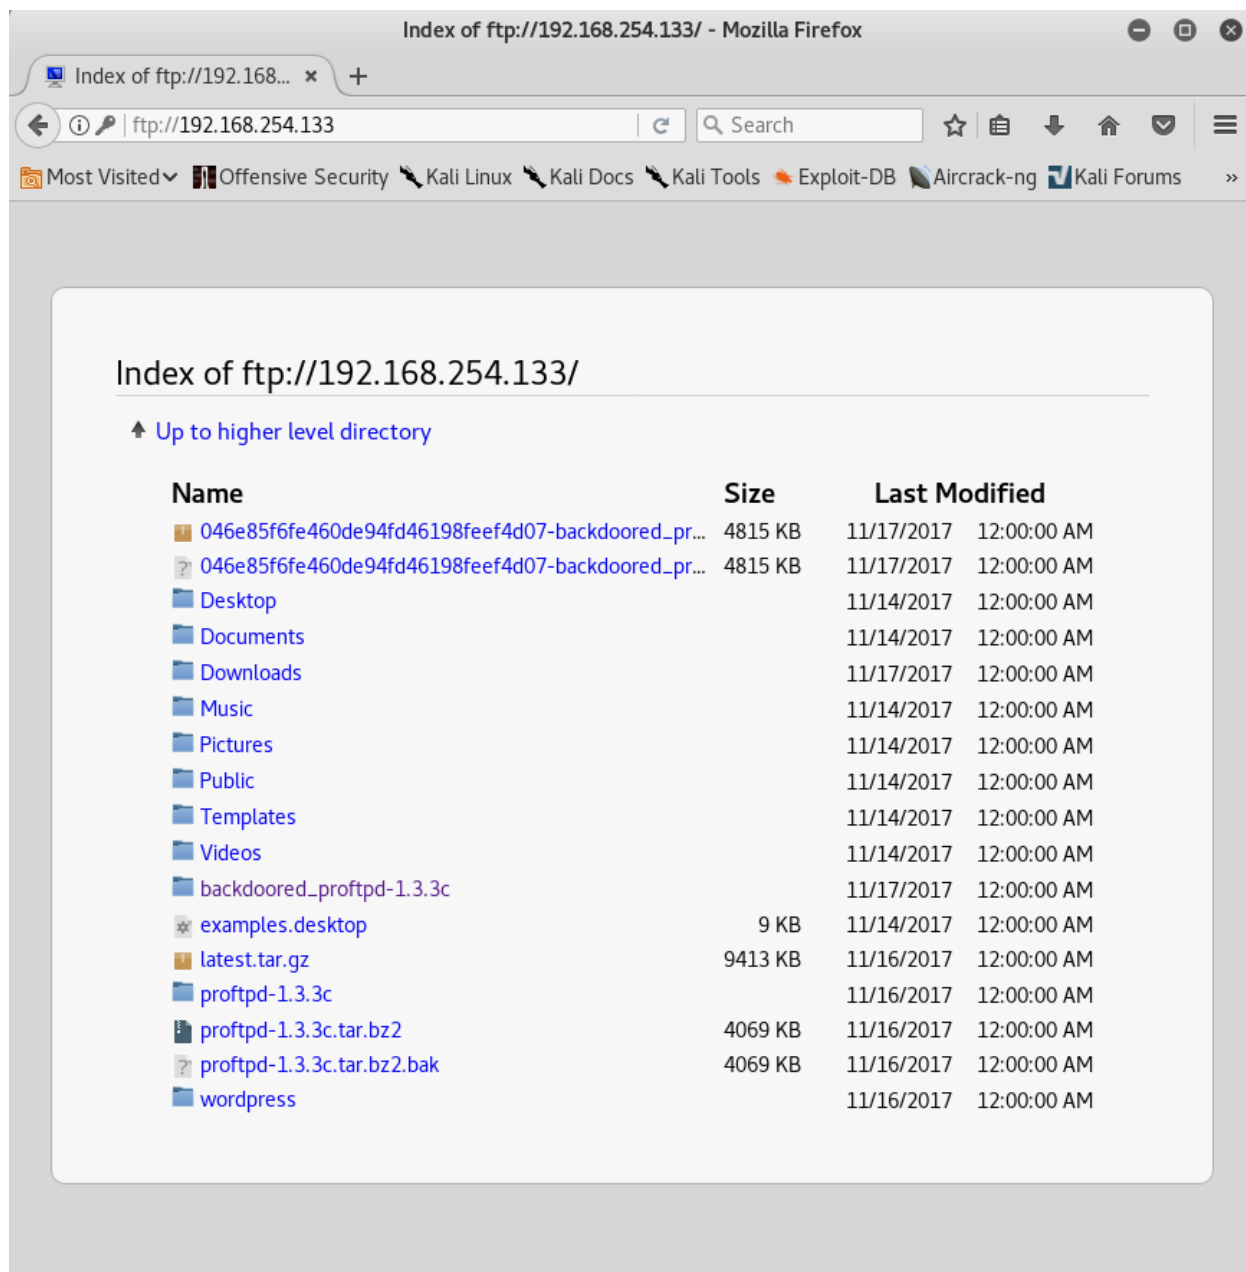 Index of ftp://192.168.254.133/ - Mozilla Firefox
Index of ftp://192.168...
ftp://192.168.254.133 Search
Most Visited Offensive Security Kali Linux Kali Docs Kali Tools Exploit-DB Aircrack-ng Kali Forums »
Index of ftp://192.168.254.133/
Up to higher level directory
Name Size Last Modified
046e85f6fe460de94fd46198feef4d07-backdoored_pr... 4815 KB 11/17/2017 12:00:00 AM
046e85f6fe460de94fd46198feef4d07-backdoored_pr... 4815 KB 11/17/2017 12:00:00 AM
Desktop 11/14/2017 12:00:00 AM
Documents 11/14/2017 12:00:00 AM
Downloads 11/17/2017 12:00:00 AM
Music 11/14/2017 12:00:00 AM
Pictures 11/14/2017 12:00:00 AM
Public 11/14/2017 12:00:00 AM
Templates 11/14/2017 12:00:00 AM
Videos 11/14/2017 12:00:00 AM
backdoored_proftpd-1.3.3c 11/17/2017 12:00:00 AM
examples.desktop 9 KB 11/14/2017 12:00:00 AM
latest.tar.gz 9413 KB 11/16/2017 12:00:00 AM
proftpd-1.3.3c 11/16/2017 12:00:00 AM
proftpd-1.3.3c.tar.bz2 4069 KB 11/16/2017 12:00:00 AM
proftpd-1.3.3c.tar.bz2.bak 4069 KB 11/16/2017 12:00:00 AM
wordpress 11/16/2017 12:00:00 AM